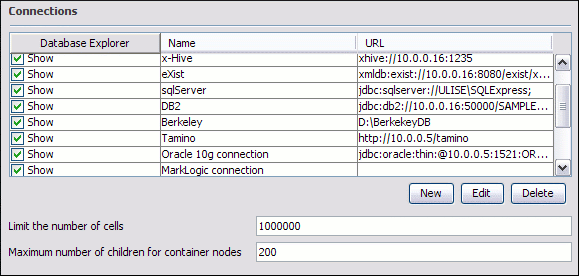 Connections
Database Explorer Name URL
Show x-Hive xhive://10.0.0.16:1235
Show eXist xmldb:exist://10.0.0.16:8080/exist/x...
Show sqlServer jdbc:sqlserver://ULISE\SQLExpress;
Show DB2 jdbc:db2://10.0.0.16:50000/SAMPLE...
Show Berkeley D:\BerkekeyDB
Show Tamino http://10.0.0.5/tamino
Show Oracle 10g connection jdbc:oracle:thin:@10.0.0.5:1521:OR...
Show MarkLogic connection
New Edit Delete
Limit the number of cells 1000000
Maximum number of children for container nodes 200